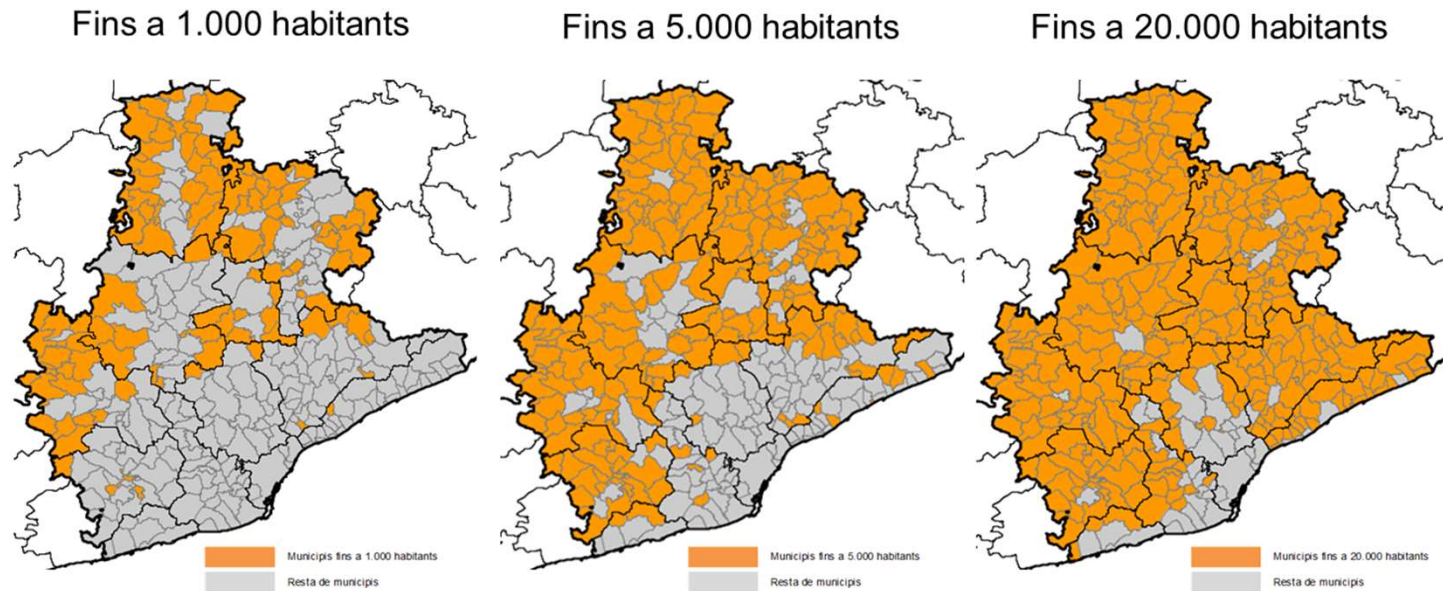 Fins a 1.000 habitants
Fins a 5.000 habitants
Fins a 20.000 habitants
Municipis fins a 1.000 habitants
Resta de municipis
Municipis fins a 5.000 habitants
Resta de municipis
Municipis fins a 20.000 habitants
Resta de municipis